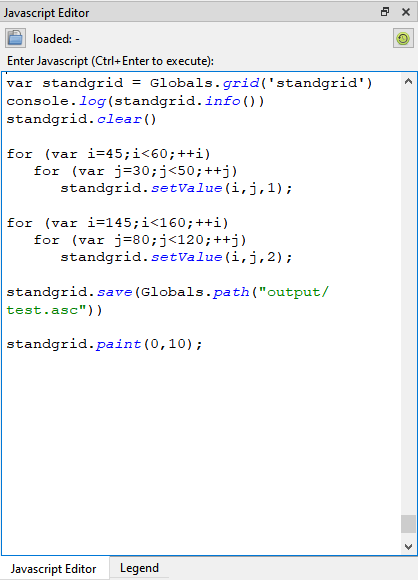 Javascript Editor
loaded: -
Enter Javascript (Ctrl+Enter to execute):
var standgrid = Globals.grid('standgrid')
console.log(standgrid.info())
standgrid.clear()
for (var i=45;i<60;++i)
for (var j=30;j<50;++j)
standgrid.setValue(i,j,1);
for (var i=145;i<160;++i)
for (var j=80;j<120;++j)
standgrid.setValue(i,j,2);
standgrid.save(Globals.path("output/
test.asc"))
standgrid.paint(0,10);
Javascript Editor
Legend